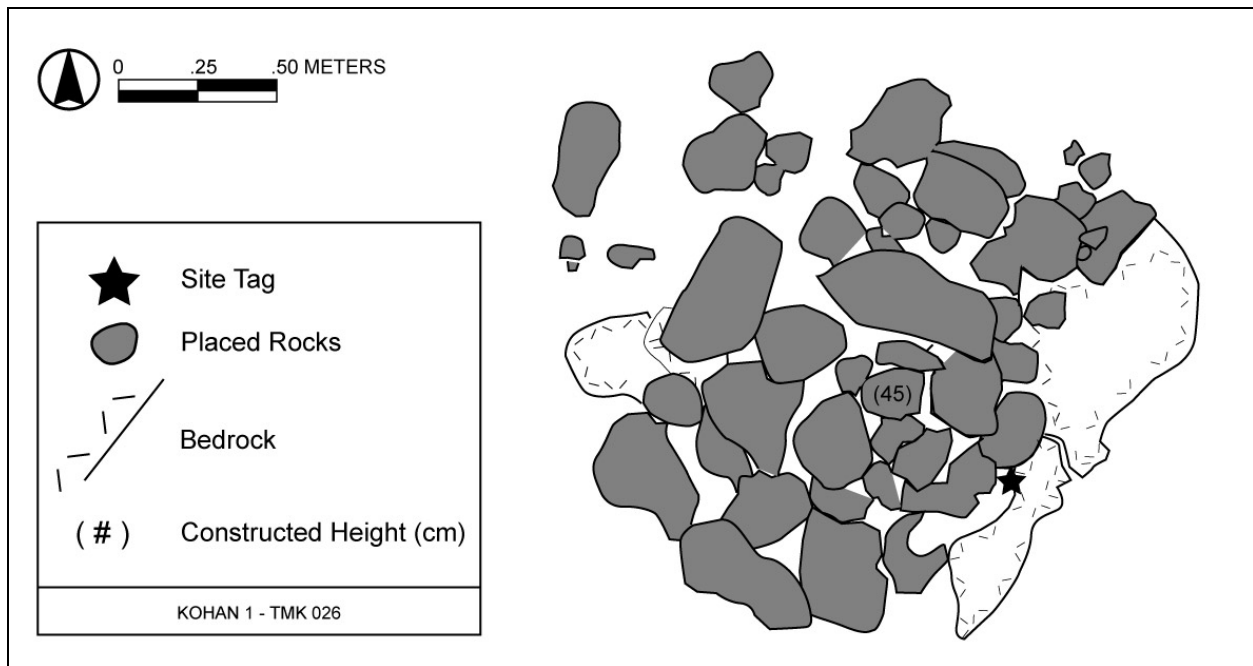 0 .25 .50 METERS
Site Tag
Placed Rocks
Bedrock
(#) Constructed Height (cm)
KOHAN 1 - TMK 026
(45)